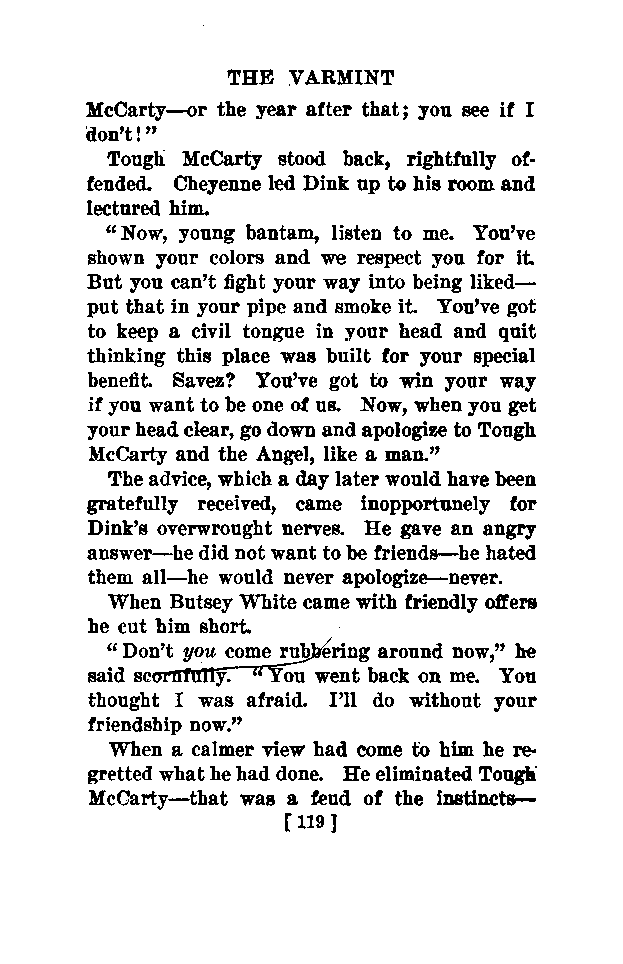 THE VARMINT
McCarty—or the year after that; you see if I
don't!"
Tough McCarty stood back, rightfully of-
fended. Cheyenne led Dink up to his room and
lectured him.
"Now, young bantam, listen to me. You've
shown your colors and we respect you for it.
But you can't fight your way into being liked—
put that in your pipe and smoke it. You've got
to keep a civil tongue in your head and quit
thinking this place was built for your special
benefit. Savez? You've got to win your way
if you want to be one of us. Now, when you get
your head clear, go down and apologize to Tough
McCarty and the Angel, like a man."
The advice, which a day later would have been
gratefully received, came inopportunely for
Dink's overwrought nerves. He gave an angry
answer—he did not want to be friends—he hated
them all—he would never apologize—never.
When Butsey White came with friendly offers
he cut him short.
"Don't you come rubbering around now," he
said scornfully. "You went back on me. You
thought I was afraid. I'll do without your
friendship now."
When a calmer view had come to him he re-
gretted what he had done. He eliminated Tough
McCarty—that was a feud of the instincts—
[119]